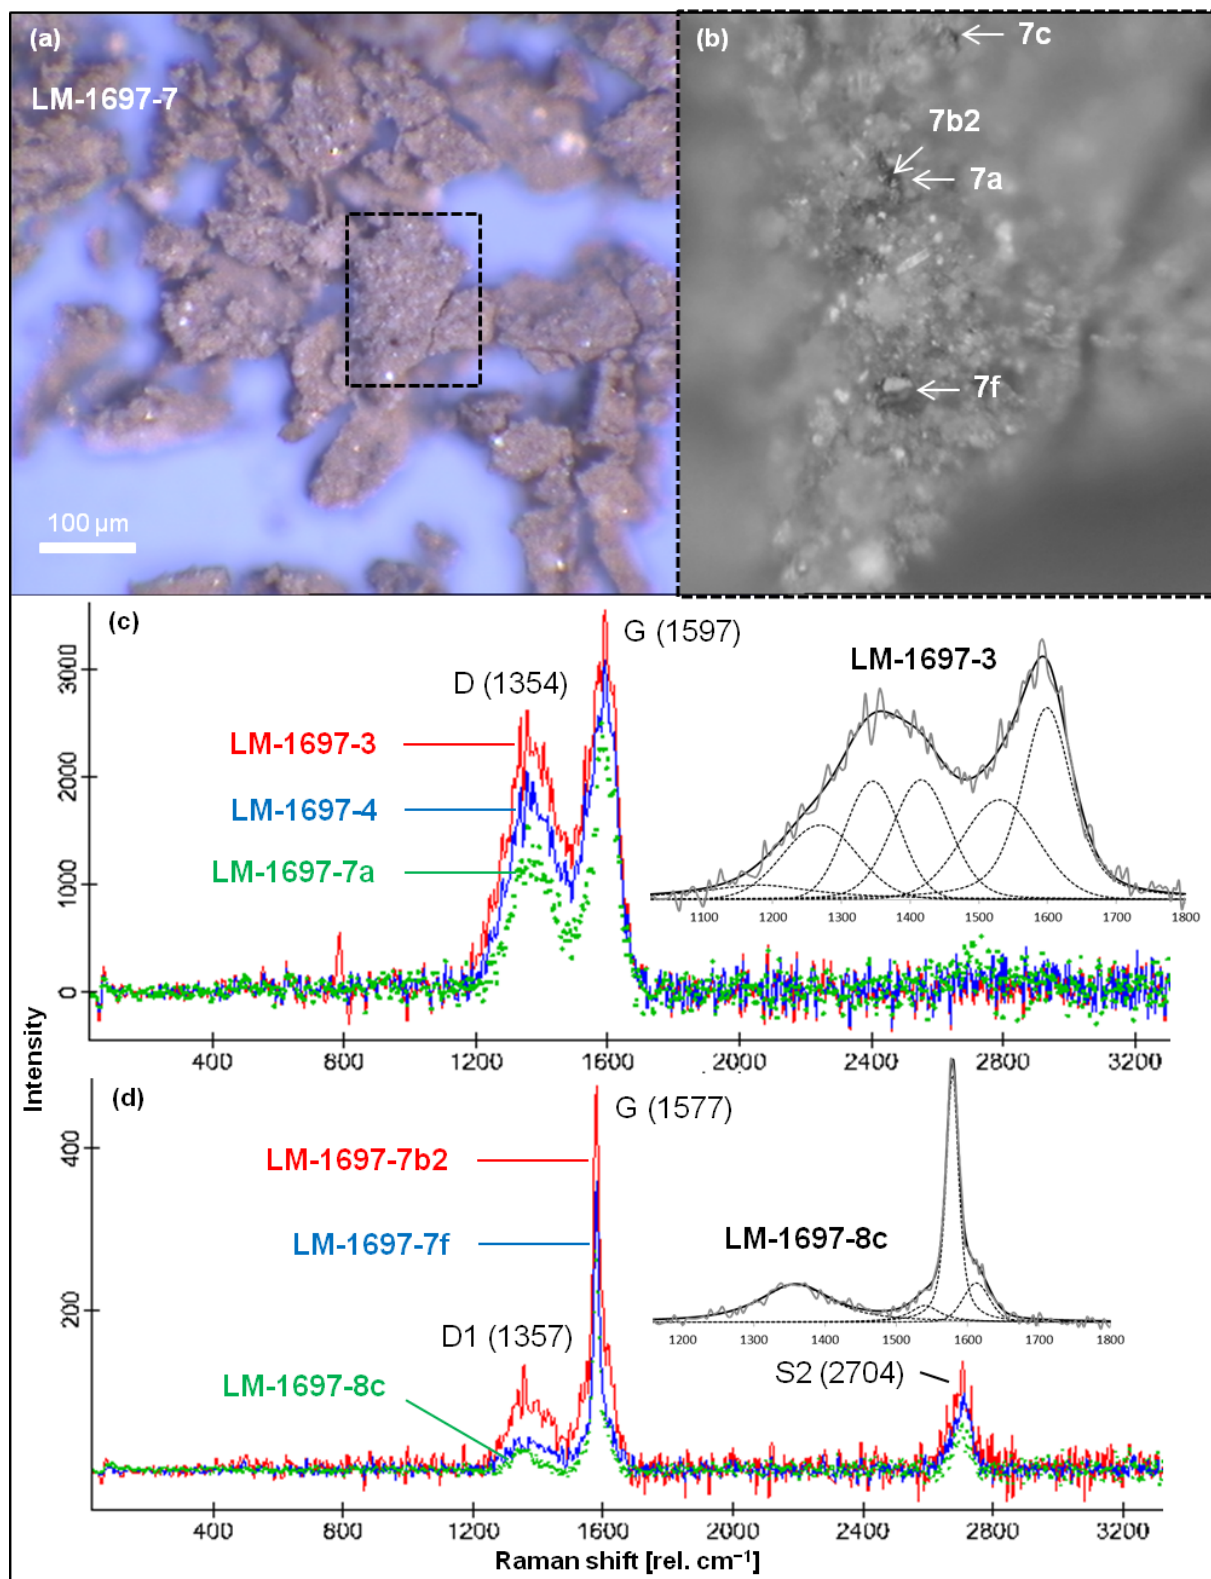 (a)
LM-1697-7
100 µm
(b)
7c
7b2
7a
7f
(c)
G (1597)
D (1354)
LM-1697-3
LM-1697-4
LM-1697-7a
LM-1697-3
1100 1200 1300 1400 1500 1600 1700 1800
3000
2000
1000
0
400 800 1200 1600 2000 2400 2800 3200
Intensity
(d)
G (1577)
LM-1697-7b2
LM-1697-7f
D1 (1357)
LM-1697-8c
LM-1697-8c
1200 1300 1400 1500 1600 1700 1800
S2 (2704)
400
200
400 800 1200 1600 2000 2400 2800 3200
Raman shift [rel. cm⁻¹]